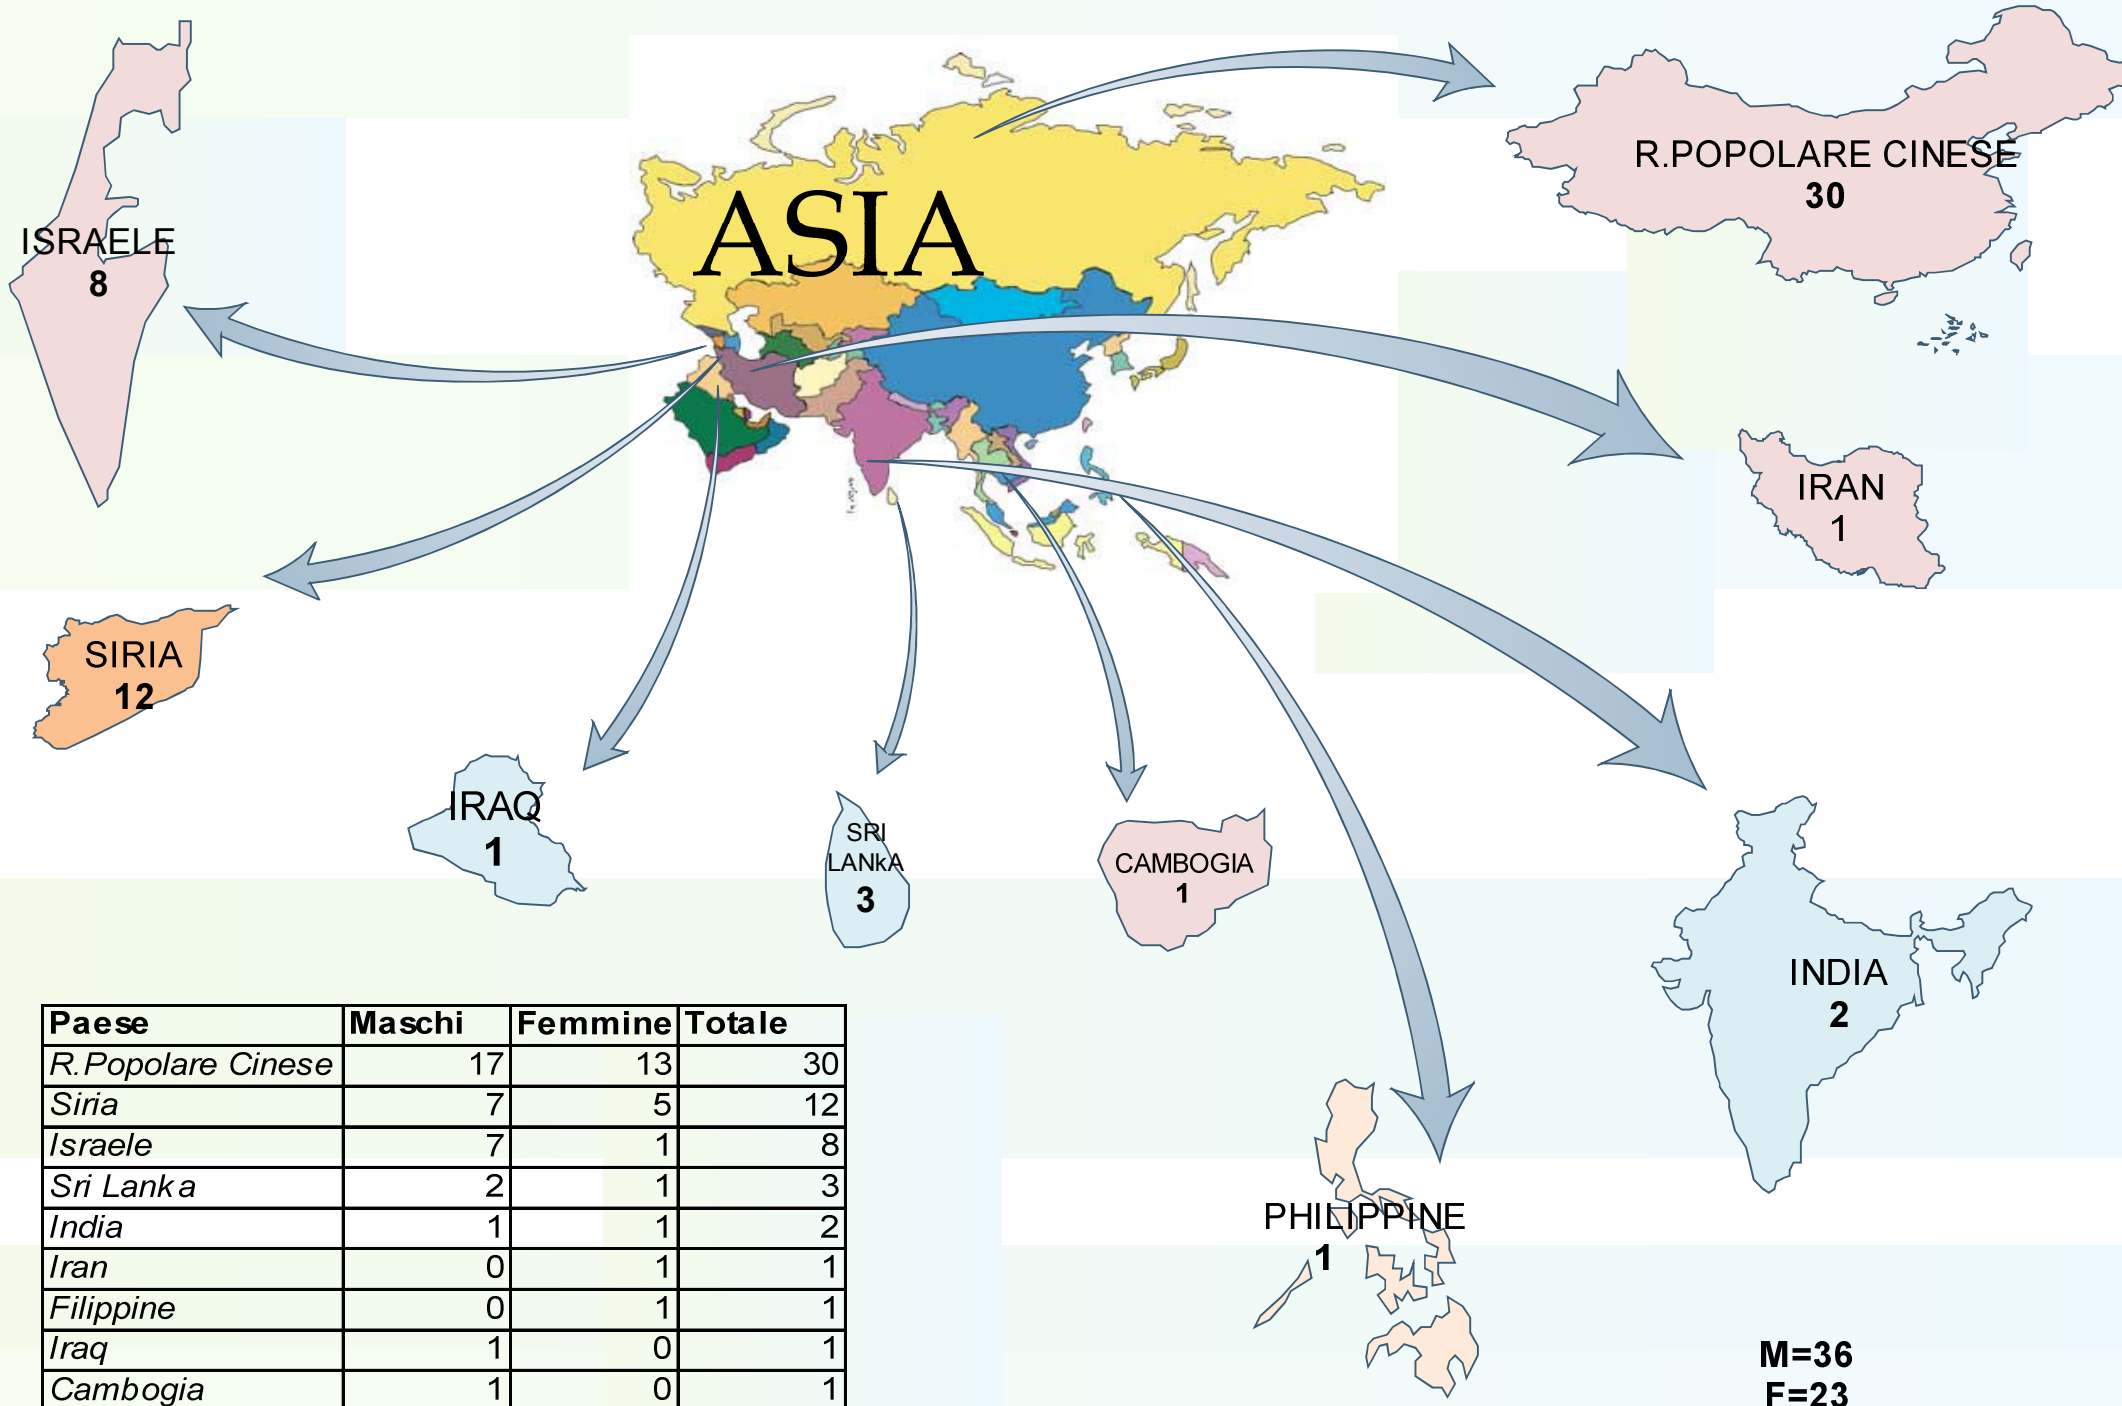 ASIA
R.POPOLARE CINESE
30
ISRAELE
8
IRAN
1
SIRIA
12
IRAQ
1
SRI
LANkA
3
CAMBOGIA
1
INDIA
2
PHILIPPINE
1
Paese Maschi Femmine Totale
R.Popolare Cinese 17 13 30
Siria 7 5 12
Israele 7 1 8
Sri Lanka 2 1 3
India 1 1 2
Iran 0 1 1
Filippine 0 1 1
Iraq 1 0 1
Cambogia 1 0 1
M=36
F=23